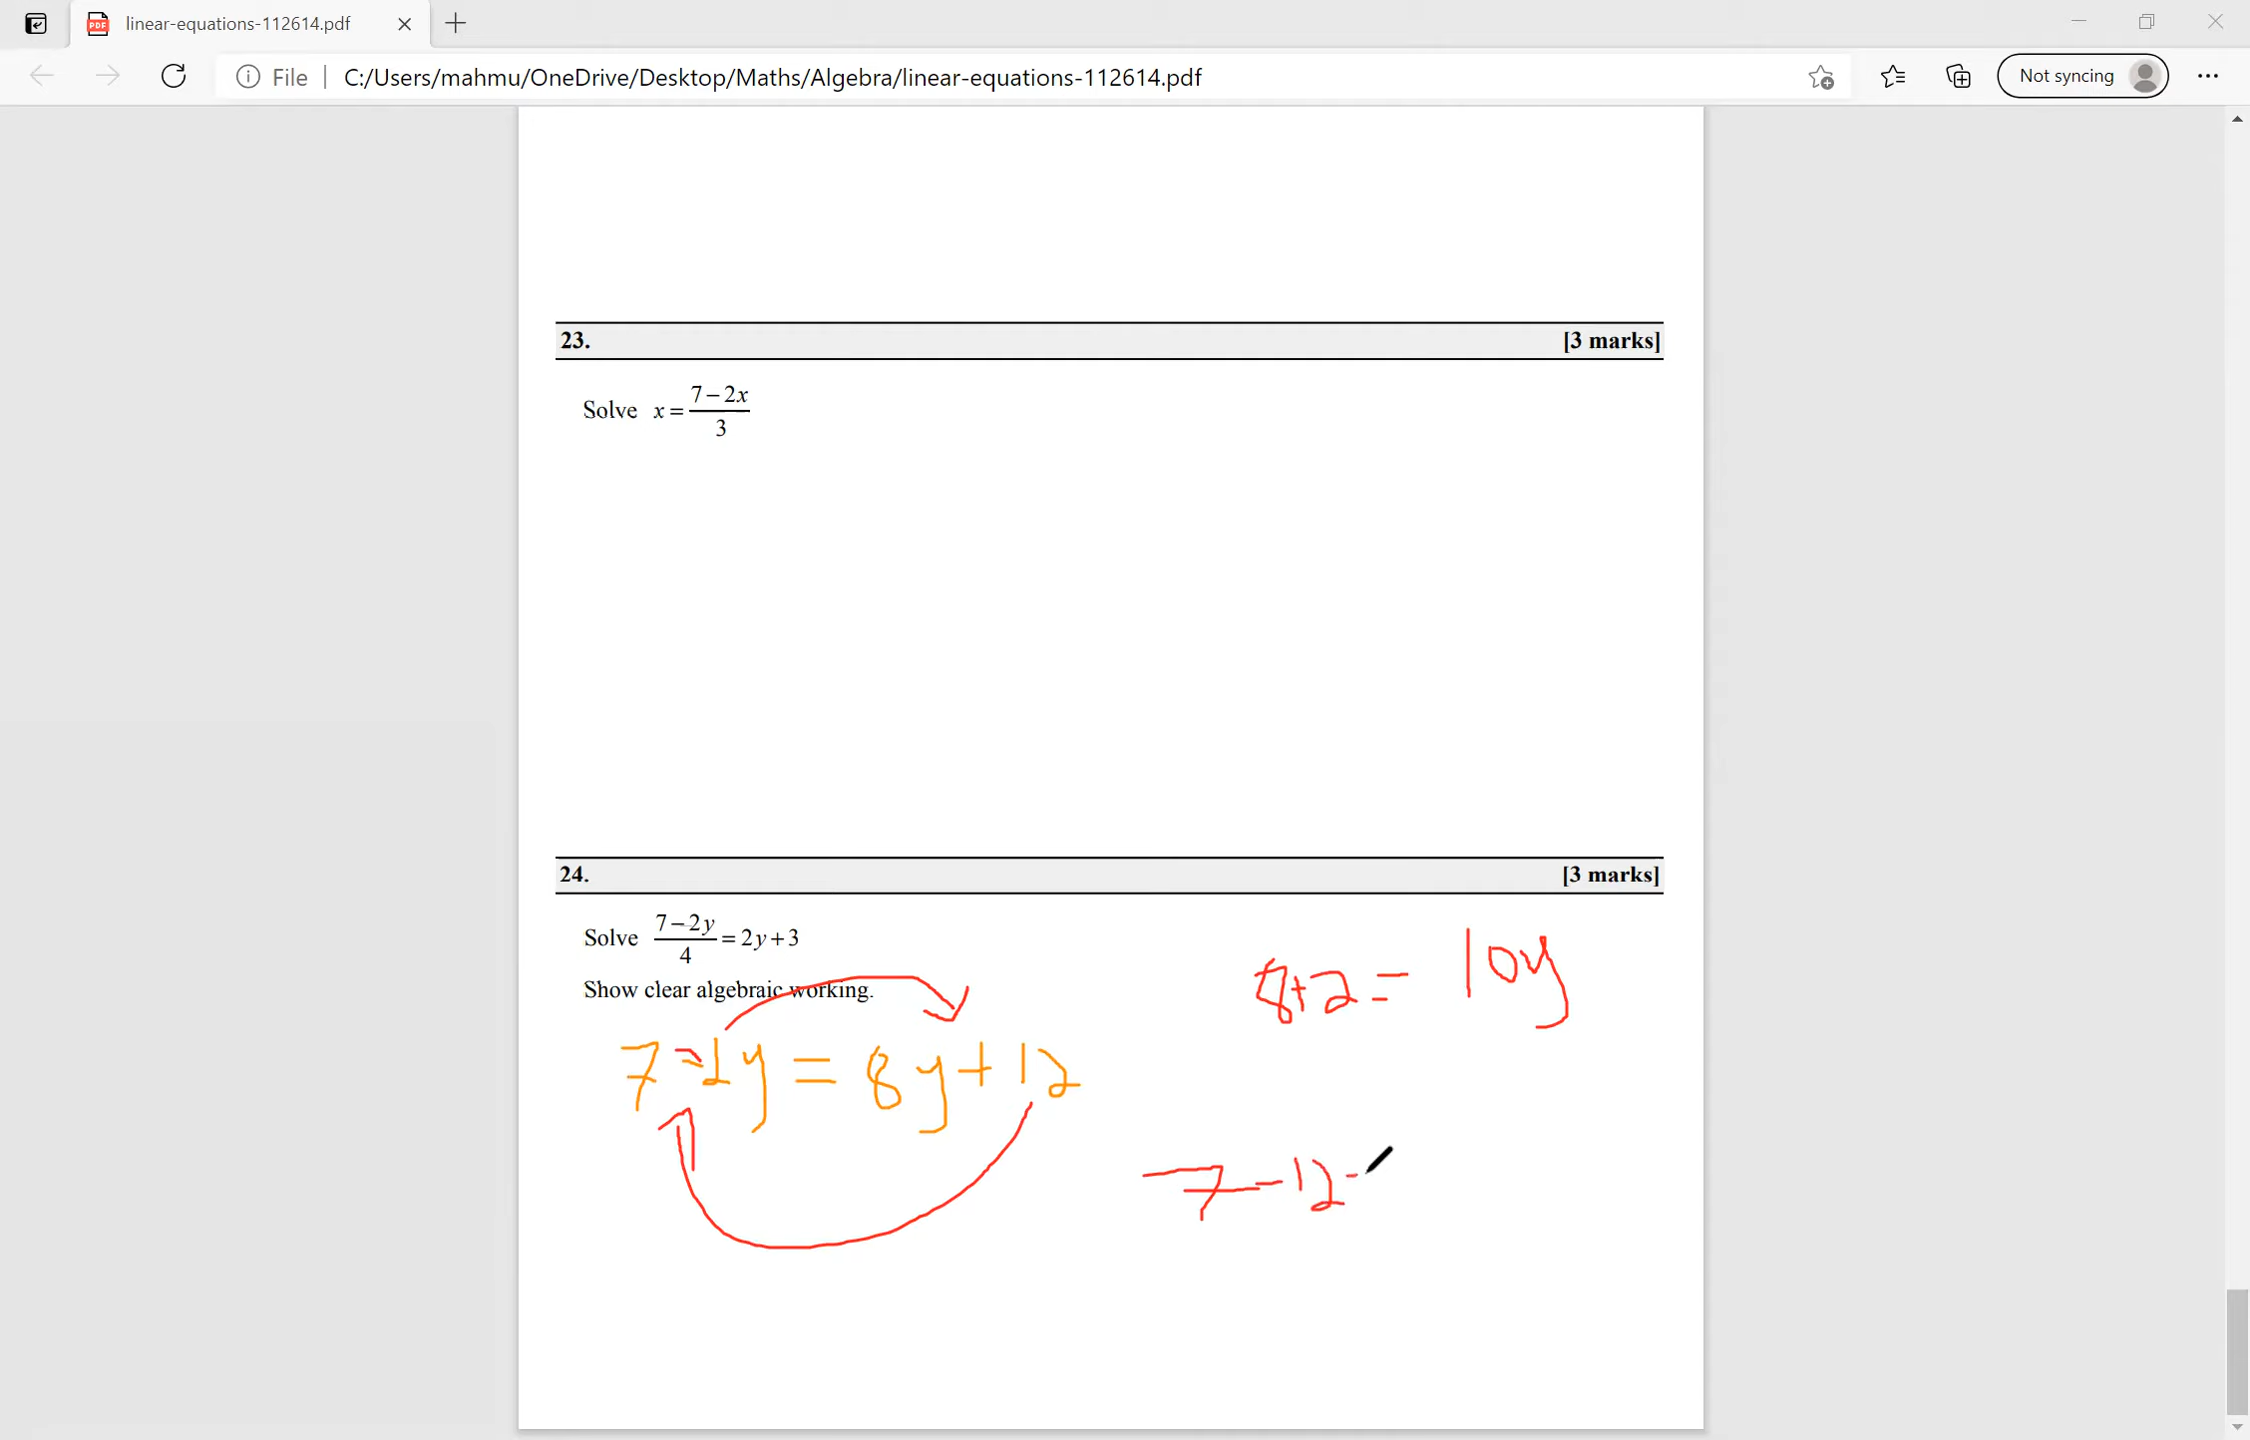 linear-equations-112614.pdf
File | C:/Users/mahmu/OneDrive/Desktop/Maths/Algebra/linear-equations-112614.pdf
Not syncing
23. [3 marks]
Solve x = (7 − 2x)/3
24. [3 marks]
Solve (7 − 2y)/4 = 2y + 3
Show clear algebraic working.
8+2= 10y
7-2y = 8y+12
7-12-